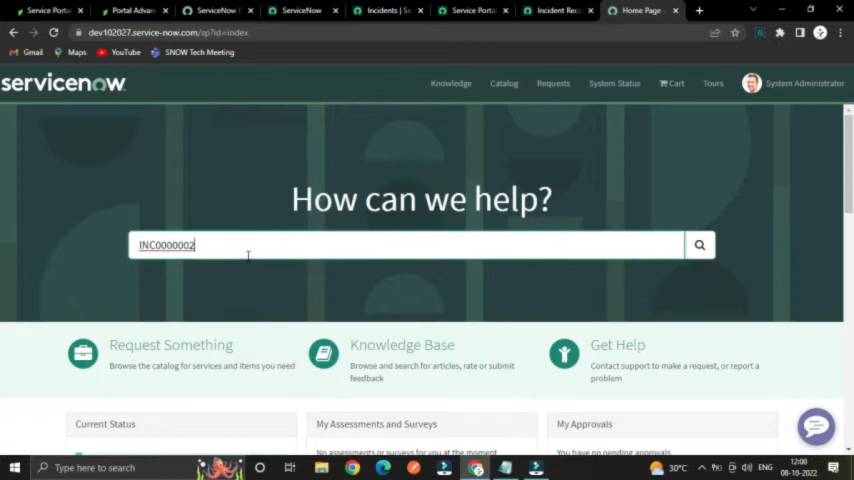 Service Porta
Portal Advan
ServiceNow D
ServiceNow
Incidents | Se
Service Portal
Incident Reco
Home Page -
dev102027.service-now.com/sp?id=index
Gmail
Maps
YouTube
SNOW Tech Meeting
servicenow
Knowledge
Catalog
Requests
System Status
Cart
Tours
System Administrator
How can we help?
INC0000002
Request Something
Browse the catalog for services and items you need
Knowledge Base
Browse and search for articles, rate or submit
feedback
Get Help
Contact support to make a request, or report a
problem
Current Status
My Assessments and Surveys
My Approvals
No assessments or surveys for you at the moment
You have no pending approvals
Type here to search
30°C
ENG
12:00
08-10-2022